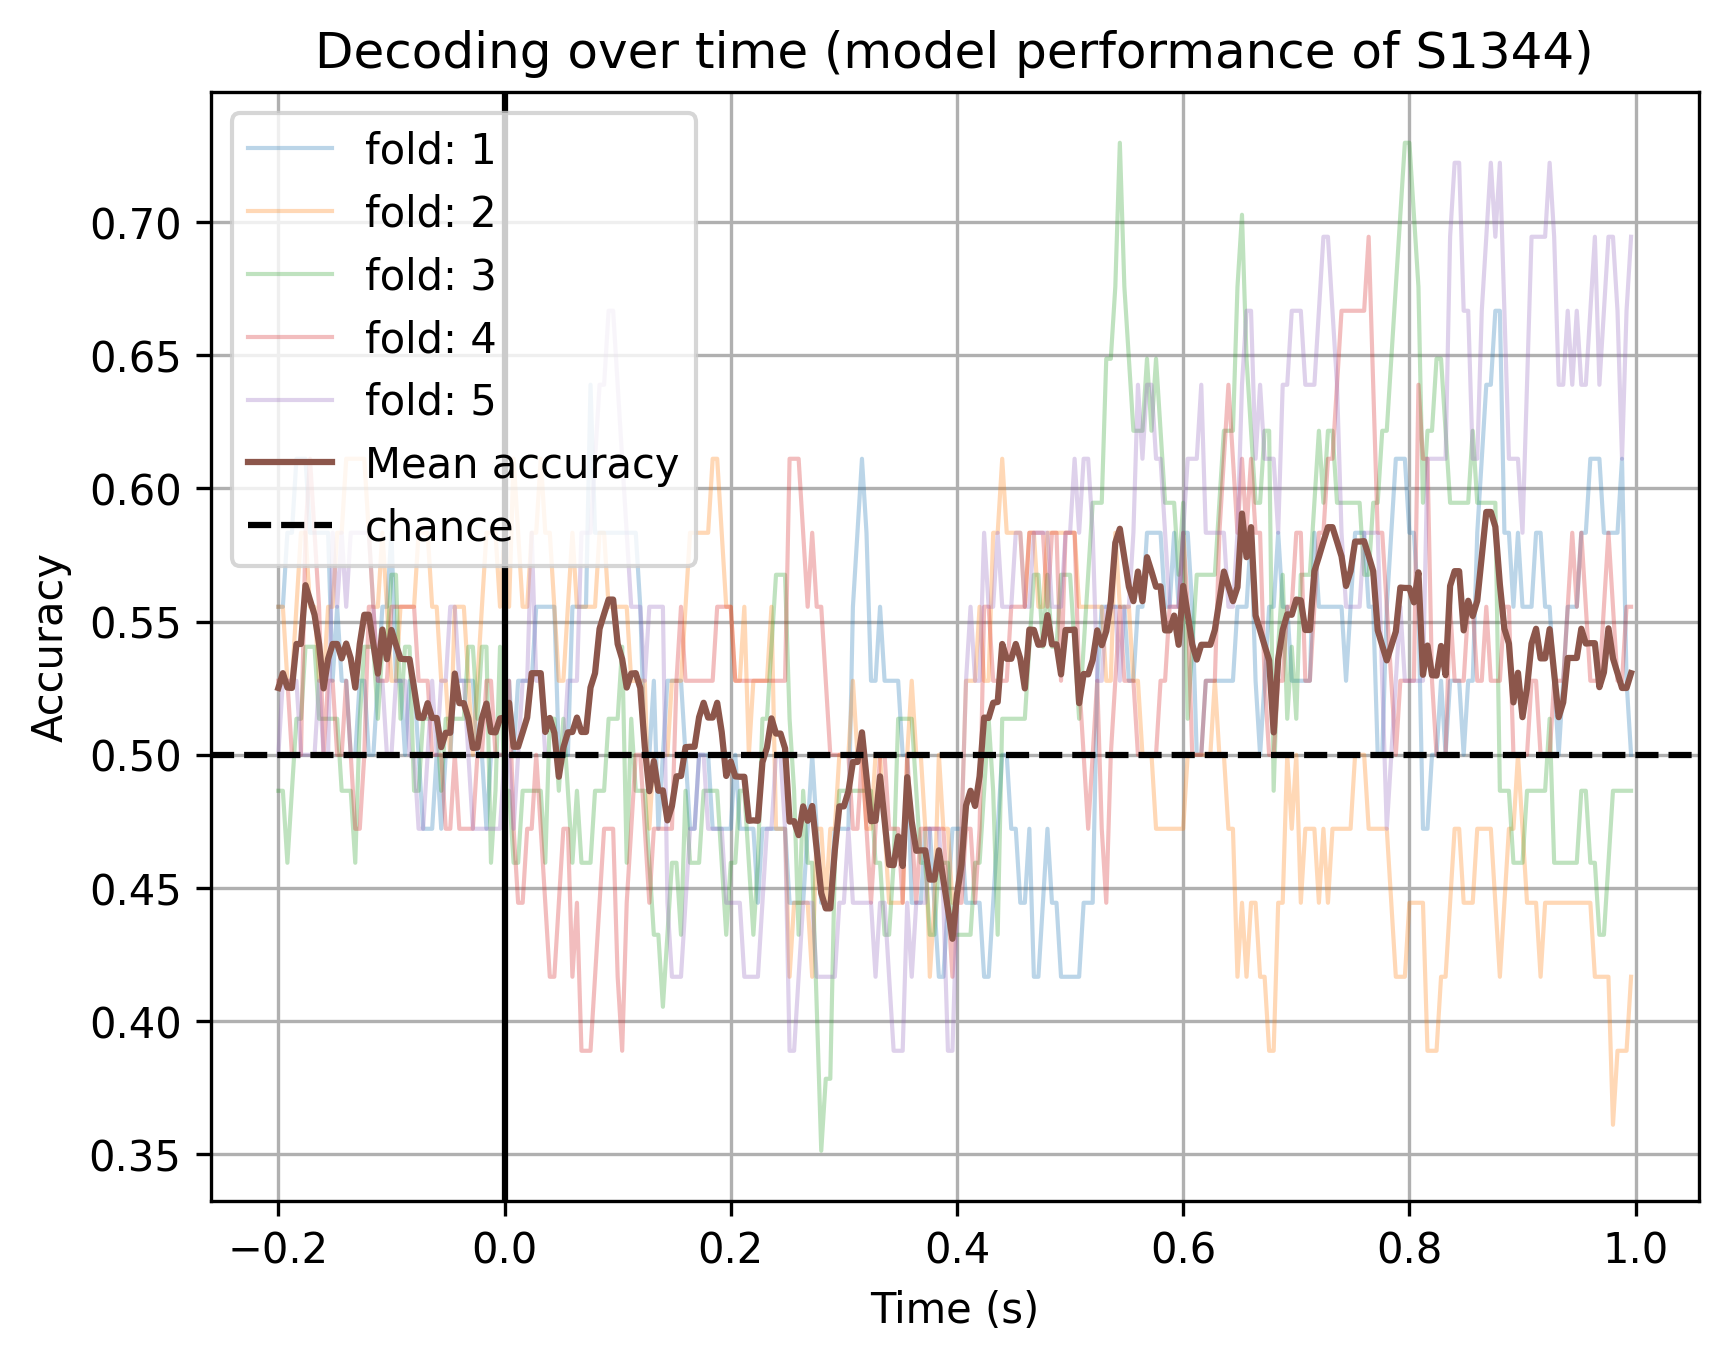 Decoding over time (model performance of S1344)
fold: 1
fold: 2
fold: 3
fold: 4
fold: 5
Mean accuracy
chance
Accuracy
0.70
0.65
0.60
0.55
0.50
0.45
0.40
0.35
−0.2 0.0 0.2 0.4 0.6 0.8 1.0
Time (s)